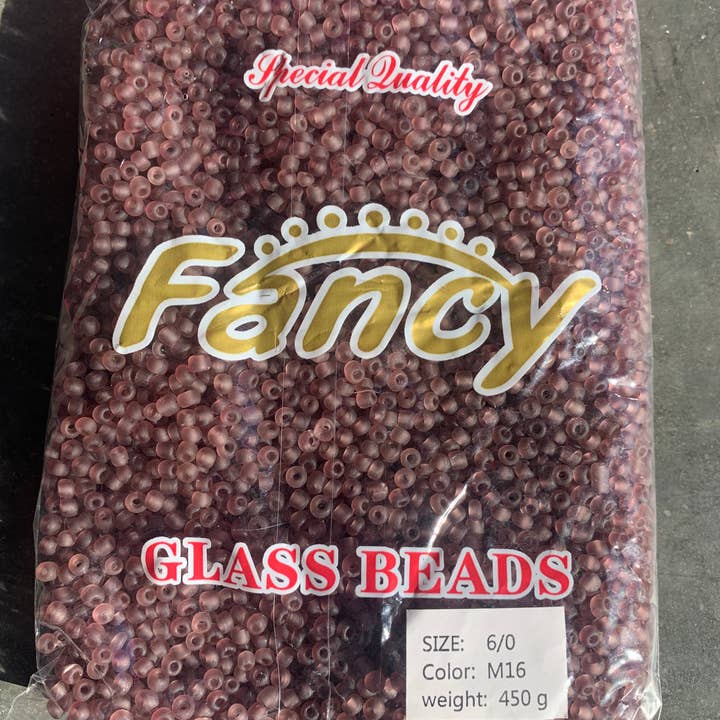 Special Quality
Fancy
GLASS BEADS
SIZE: 6/0
Color: M16
weight: 450 g